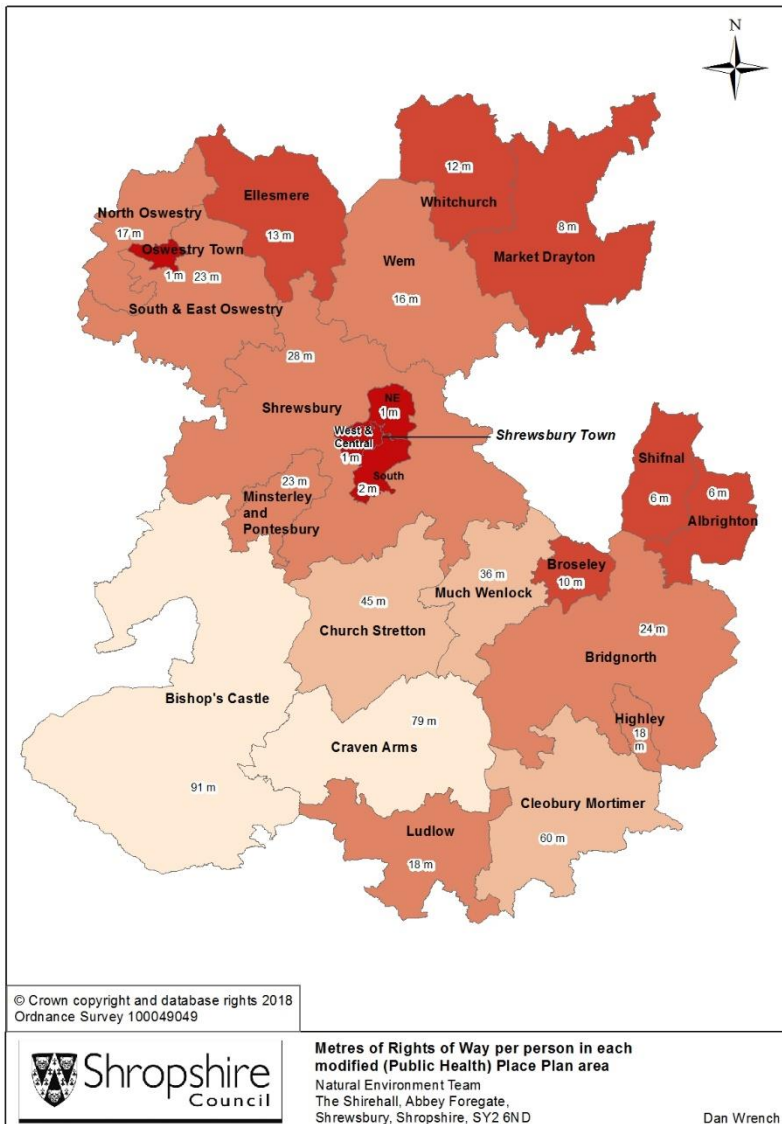 N
12 m
Ellesmere
Whitchurch
North Oswestry
8 m
17 m
13 m
Oswestry Town
Wem
Market Drayton
1 m
23 m
South & East Oswestry
16 m
28 m
NE
Shrewsbury
1 m
West &
Central
Shrewsbury Town
1 m
South
Shifnal
23 m
2 m
6 m
6 m
Minsterley
and
Pontesbury
Albrighton
36 m
Broseley
45 m
Much Wenlock
10 m
Church Stretton
24 m
Bridgnorth
Bishop's Castle
79 m
Highley
Craven Arms
18
m
91 m
Cleobury Mortimer
Ludlow
60 m
18 m
© Crown copyright and database rights 2018
Ordnance Survey 100049049
Shropshire
Council
Metres of Rights of Way per person in each
modified (Public Health) Place Plan area
Natural Environment Team
The Shirehall, Abbey Foregate,
Shrewsbury, Shropshire, SY2 6ND
Dan Wrench